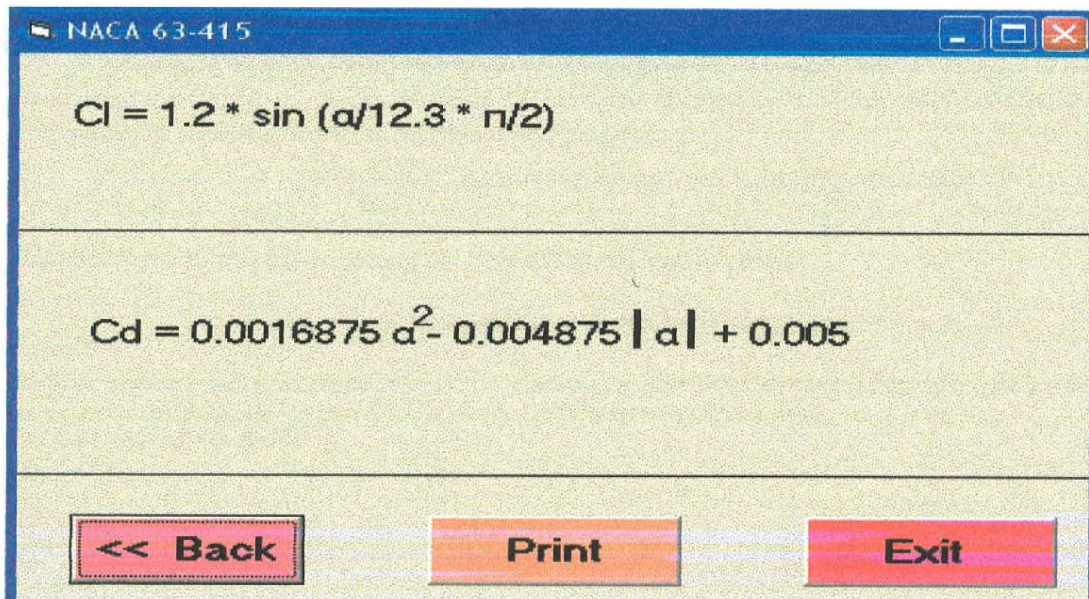 NACA 63-415
Cl = 1.2 * sin (α/12.3 * π/2)
Cd = 0.0016875 α²- 0.004875 | α | + 0.005
<< Back Print Exit